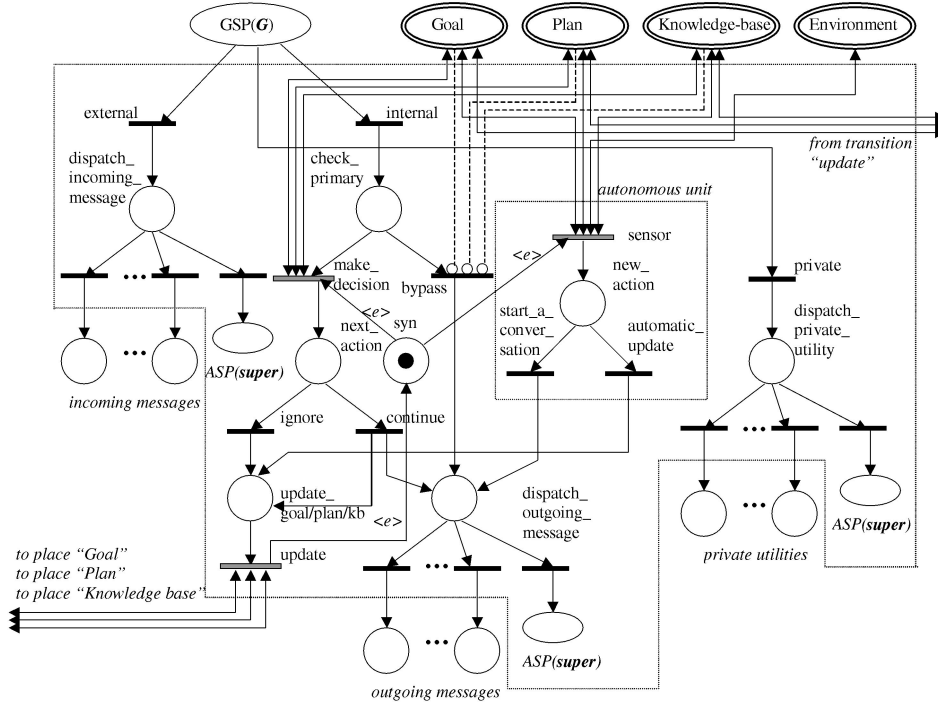 GSP(G)
Goal
Plan
Knowledge-base
Environment
external
internal
from transition
“update”
dispatch_
incoming_
message
check_
primary
autonomous unit
sensor
<e>
make_
decision
bypass
new_
action
private
<e>
syn
next_
action
start_a_
conver_
sation
automatic_
update
dispatch_
private_
utility
•••
•••
ASP(super)
incoming messages
ignore
continue
•••
update_
goal/plan/kb
<e>
dispatch_
outgoing_
message
•••
ASP(super)
private utilities
to place “Goal”
to place “Plan”
to place “Knowledge base”
update
•••
•••
ASP(super)
outgoing messages